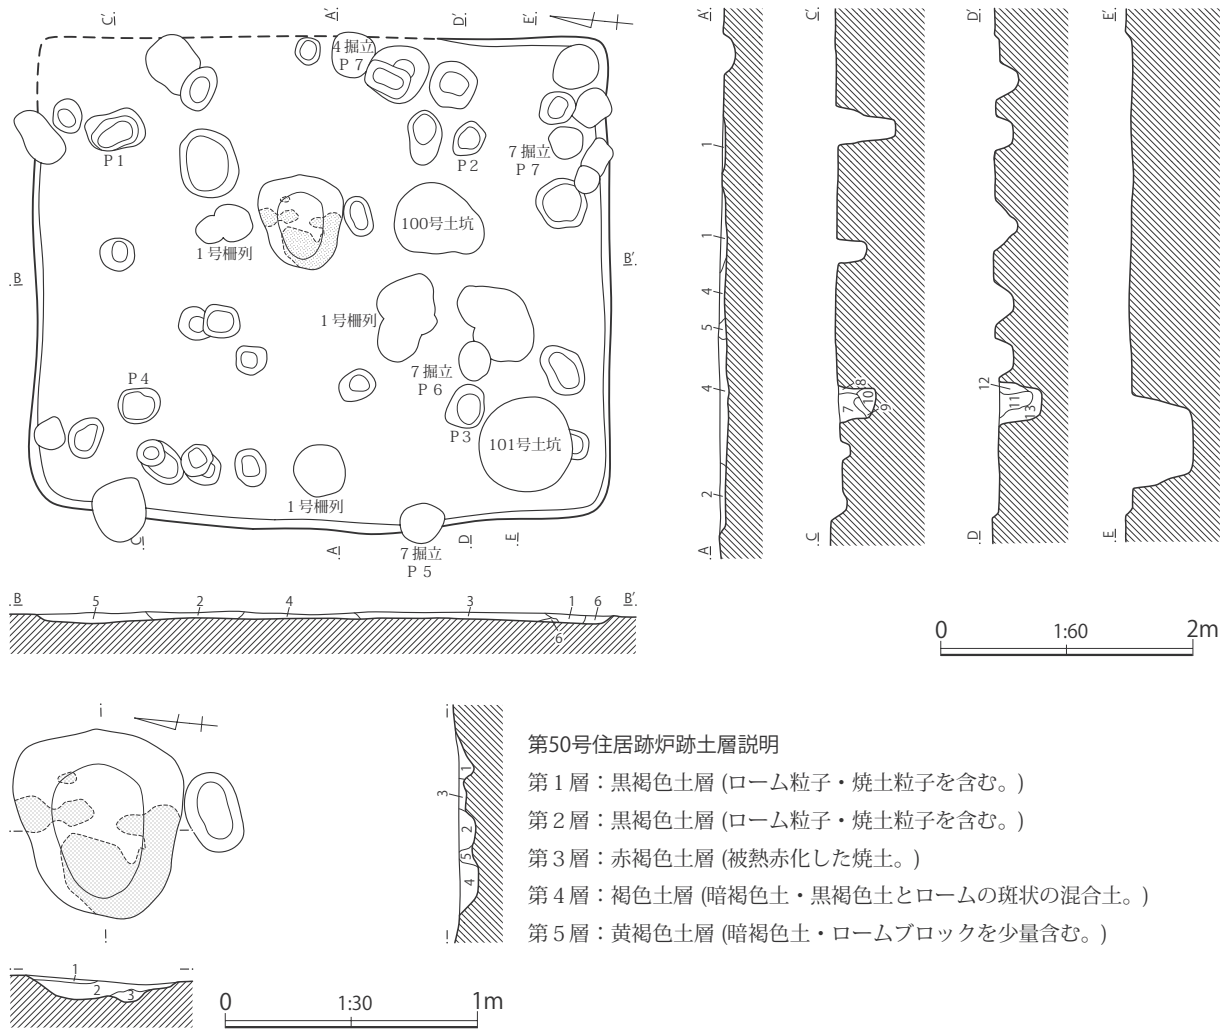 C′
A′
D′
E′
4掘立
P 7
P1
P2
7掘立
P 7
100号土坑
1号柵列
B
B′
1号柵列
7掘立
P 6
P4
P3
101号土坑
1号柵列
C
A
D
E
7掘立
P 5
A′
C′
D′
E′
1
1
4
5
4
2
8
10
7
9
12
11
13
A
C
D
E
B
5
2
4
3
1
6
B′
6
0
1:60
2m
i
i
1
3
2
5
4
第50号住居跡炉跡土層説明
第1層：黒褐色土層 (ローム粒子・焼土粒子を含む。)
第2層：黒褐色土層 (ローム粒子・焼土粒子を含む。)
第3層：赤褐色土層 (被熱赤化した焼土。)
第4層：褐色土層 (暗褐色土・黒褐色土とロームの斑状の混合土。)
第5層：黄褐色土層 (暗褐色土・ロームブロックを少量含む。)
1
2
3
0
1:30
1m